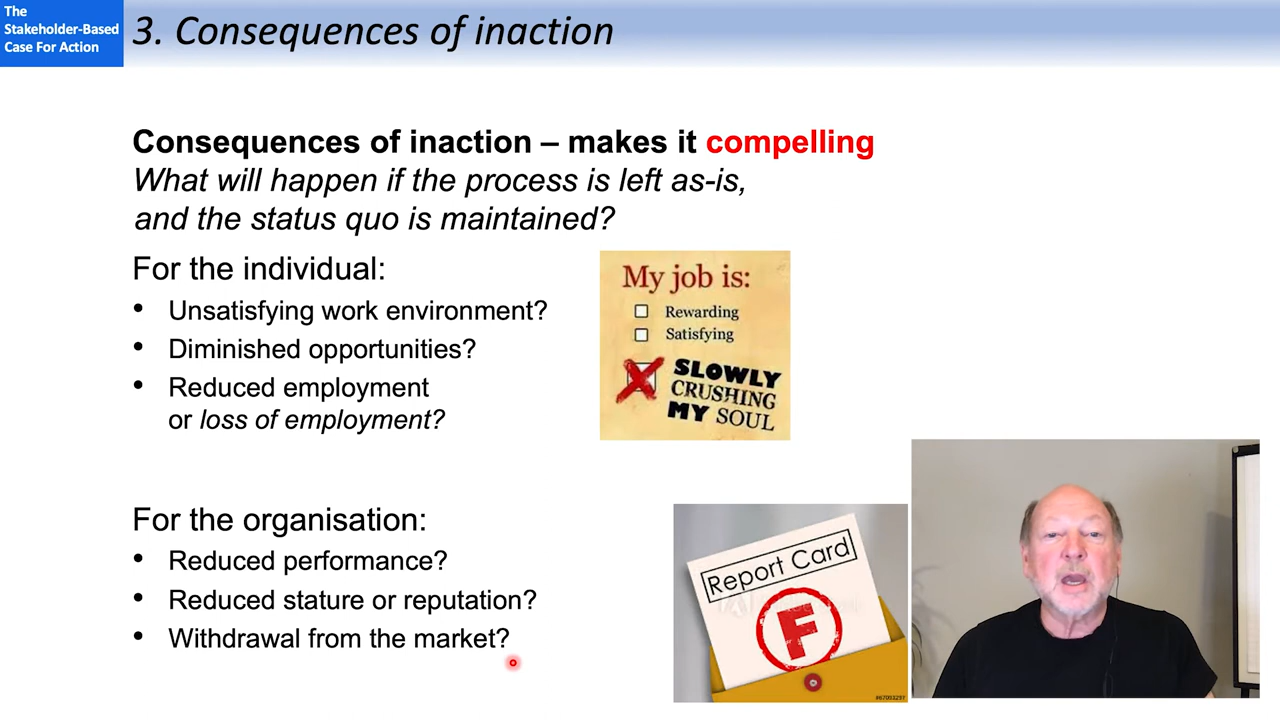 The
Stakeholder-Based
Case For Action
3. Consequences of inaction
Consequences of inaction – makes it compelling
What will happen if the process is left as-is,
and the status quo is maintained?
For the individual:
• Unsatisfying work environment?
• Diminished opportunities?
• Reduced employment
or loss of employment?
My job is:
Rewarding
Satisfying
SLOWLY
CRUSHING
MY SOUL
For the organisation:
• Reduced performance?
• Reduced stature or reputation?
• Withdrawal from the market?
Report Card
F